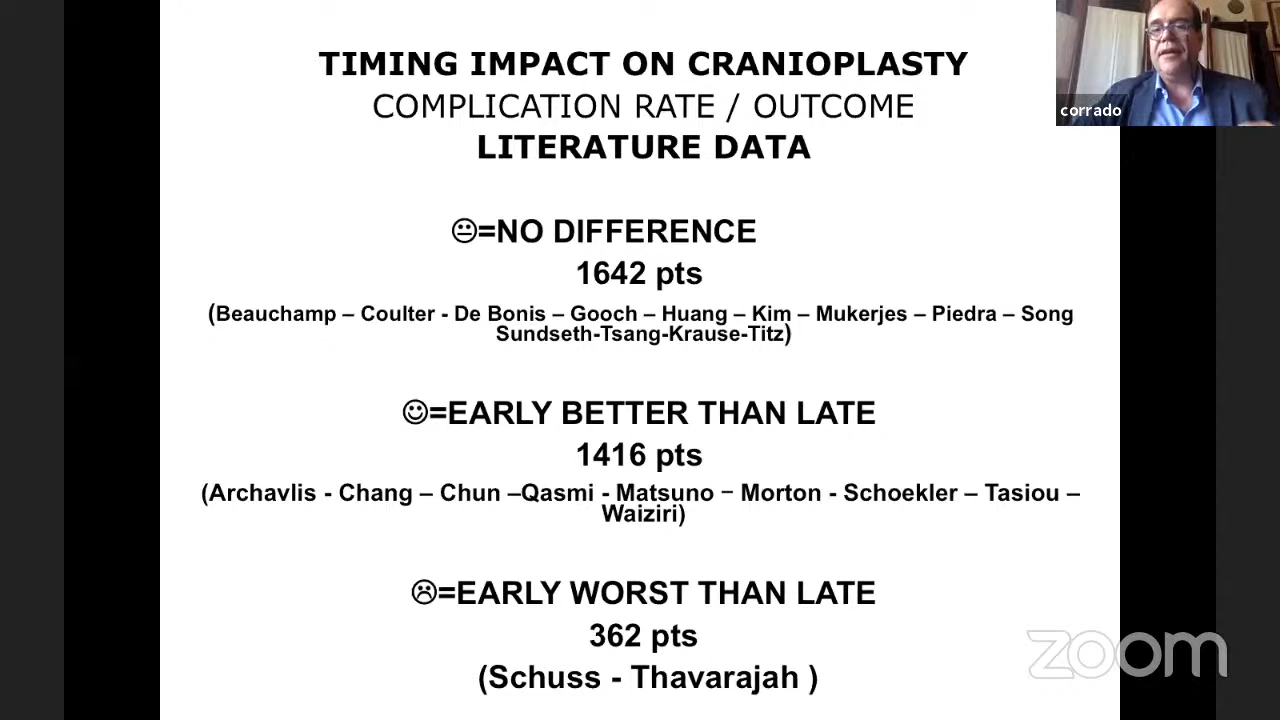 TIMING IMPACT ON CRANIOPLASTY
COMPLICATION RATE / OUTCOME
LITERATURE DATA
corrado
😐=NO DIFFERENCE
1642 pts
(Beauchamp – Coulter - De Bonis – Gooch – Huang – Kim – Mukerjes – Piedra – Song
Sundseth-Tsang-Krause-Titz)
☺=EARLY BETTER THAN LATE
1416 pts
(Archavlis - Chang – Chun –Qasmi - Matsuno – Morton - Schoekler – Tasiou –
Waiziri)
☹=EARLY WORST THAN LATE
362 pts
(Schuss - Thavarajah )
zoom